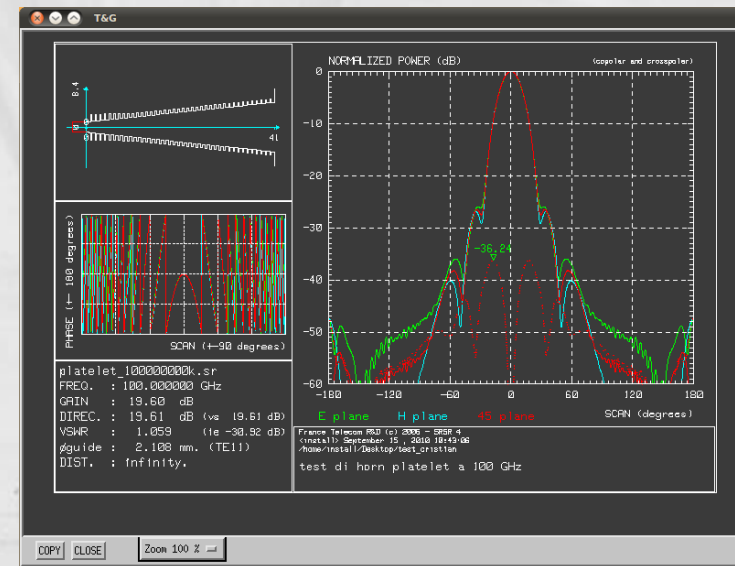 T&G
8.4
0
0
41
PHASE (+- 180 degrees)
SCAN (+-90 degrees)
platelet_1000000000k.sr
FREQ. : 100.000000 GHz
GAIN : 19.60 dB
DIREC. : 19.61 dB (vs 19.61 dB)
VSWR : 1.059 (ie -30.92 dB)
øguide : 2.108 mm. (TE11)
DIST. : infinity.
NORMALIZED POWER (dB)
(copolar and crosspolar)
0
-10
-20
-30
-36.24
-40
-50
-60
-180 -120 -60 0 60 120 180
E plane H plane 45 plane SCAN (degrees)
France Telecom R&D (c) 2006 - SRSR 4
<install> September 15 , 2010 10:43:06
/home/install/Desktop/test_cristian
test di horn platelet a 100 GHz
COPY CLOSE Zoom 100 %